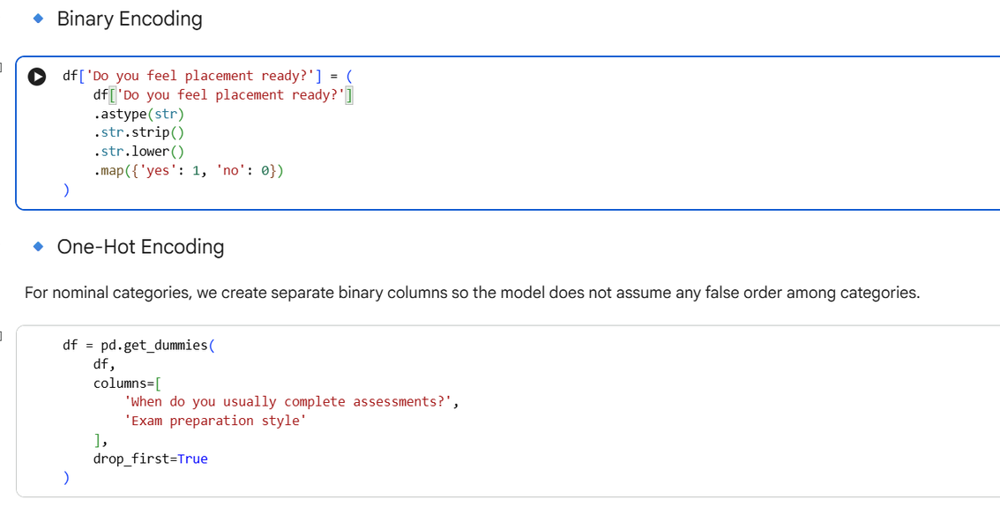 Binary Encoding
df['Do you feel placement ready?'] = (
    df['Do you feel placement ready?']
    .astype(str)
    .str.strip()
    .str.lower()
    .map({'yes': 1, 'no': 0})
)
One-Hot Encoding
For nominal categories, we create separate binary columns so the model does not assume any false order among categories.
df = pd.get_dummies(
    df,
    columns=[
        'When do you usually complete assessments?',
        'Exam preparation style'
    ],
    drop_first=True
)